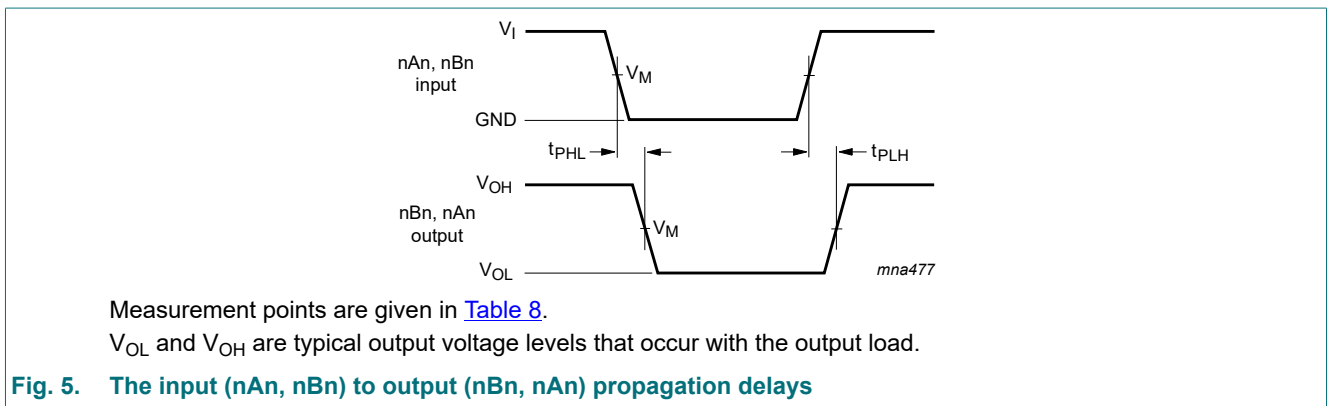 VI
nAn, nBn
input
VM
GND
tPHL
tPLH
VOH
nBn, nAn
output
VM
VOL
mna477
Measurement points are given in Table 8.
VOL and VOH are typical output voltage levels that occur with the output load.
Fig. 5. The input (nAn, nBn) to output (nBn, nAn) propagation delays